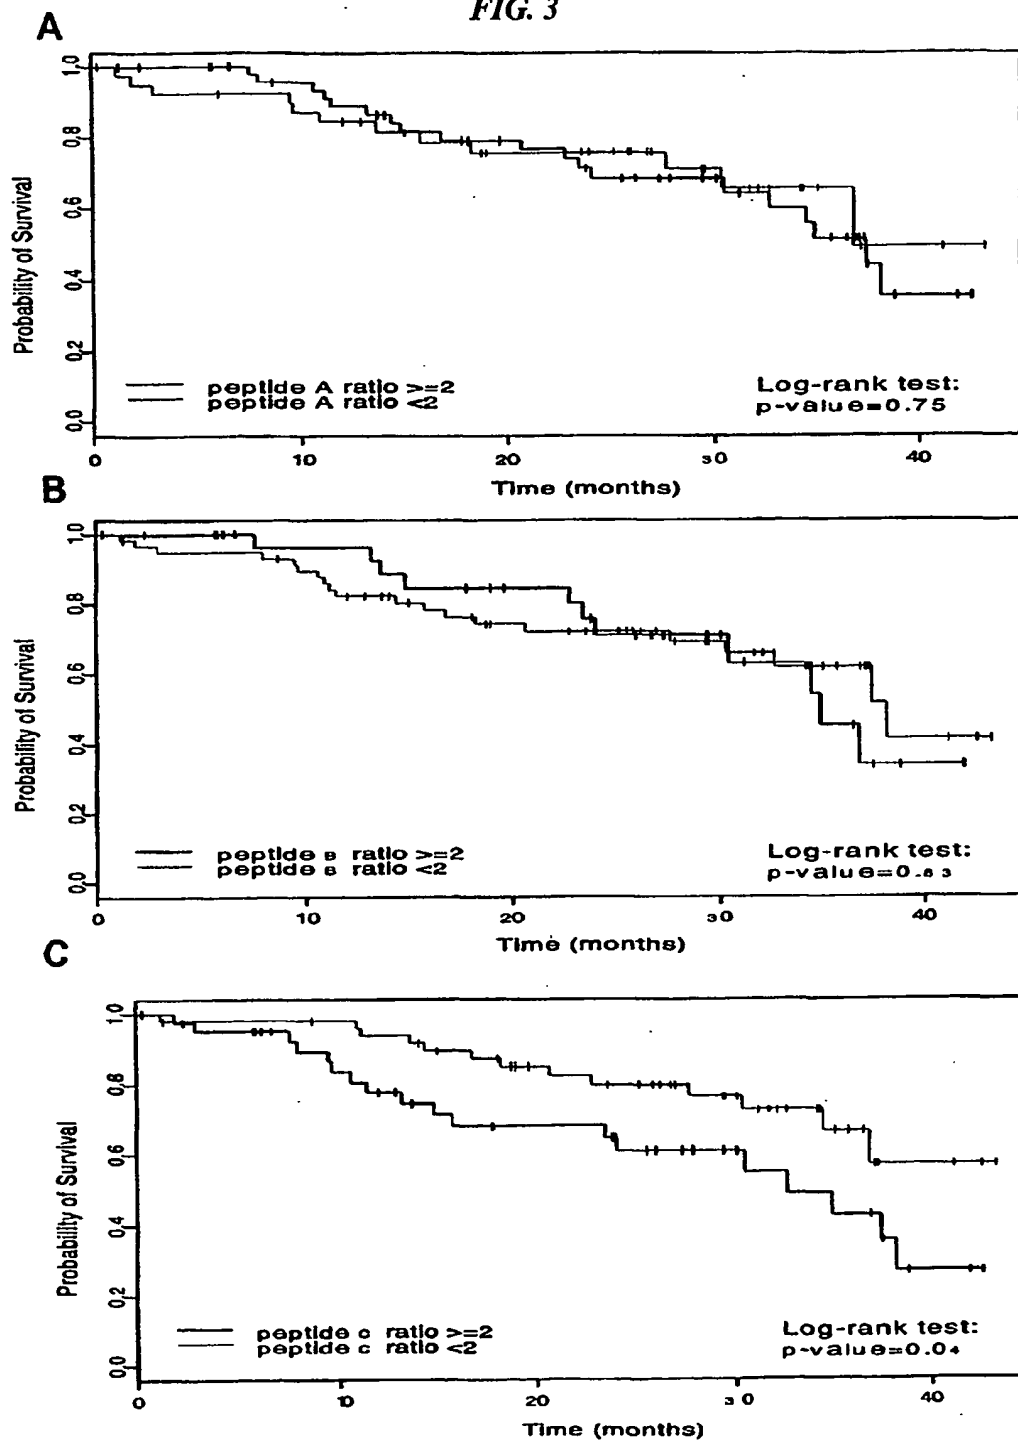 FIG. 3
A
Probability of Survival
1.0
0.8
0.6
0.4
0.2
0.0
peptide A ratio >=2
peptide A ratio <2
Log-rank test:
p-value=0.75
0 10 20 30 40
Time (months)
B
Probability of Survival
1.0
0.8
0.6
0.4
0.2
0.0
peptide B ratio >=2
peptide B ratio <2
Log-rank test:
0 10 20 30 40
Time (months)
C
Probability of Survival
1.0
0.8
0.6
0.4
0.2
0.0
peptide c ratio >=2
peptide c ratio <2
Log-rank test:
p-value=0.04
0 10 20 30 40
Time (months)